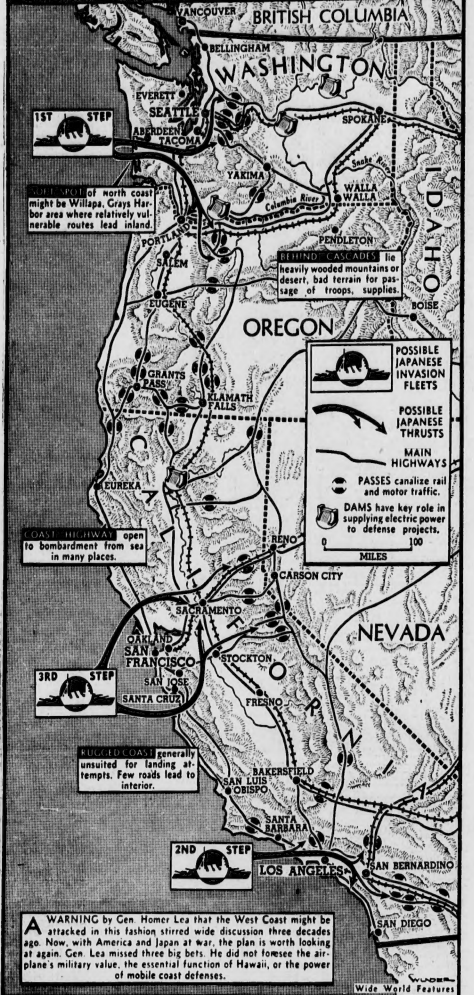 VANCOUVER
BRITISH COLUMBIA
BELLINGHAM
WASHINGTON
EVERETT
SEATTLE
SPOKANE
1ST STEP
ABERDEEN
TACOMA
YAKIMA
Snake
WALLA
WALLA
Columbia River
SOFT SPOT of north coast
might be Willapa, Grays Har-
bor area where relatively vul-
nerable routes lead inland.
IDAHO
PORTLAND
PENDLETON
SALEM
BEHIND CASCADES lie
heavily wooded mountains or
desert, bad terrain for pas-
sage of troops, supplies.
EUGENE
BOISE
OREGON
POSSIBLE
JAPANESE
INVASION
FLEETS
POSSIBLE
JAPANESE
THRUSTS
MAIN
HIGHWAYS
PASSES canalize rail
and motor traffic.
DAMS have key role in
supplying electric power
to defense projects.
0 100
MILES
GRANTS
PASS
KLAMATH
FALLS
CALIFORNIA
EUREKA
COAST HIGHWAY open
to bombardment from sea
in many places.
RENO
CARSON CITY
SACRAMENTO
NEVADA
OAKLAND
SAN
FRANCISCO
STOCKTON
3RD STEP
SAN JOSE
SANTA CRUZ
FRESNO
RUGGED COAST generally
unsuited for landing at-
tempts. Few roads lead to
interior.
BAKERSFIELD
SAN LUIS
OBISPO
SANTA
BARBARA
2ND STEP
LOS ANGELES
SAN BERNARDINO
SAN DIEGO
A WARNING by Gen. Homer Lea that the West Coast might be
attacked in this fashion stirred wide discussion three decades
ago. Now, with America and Japan at war, the plan is worth looking
at again. Gen. Lea missed three big bets. He did not foresee the air-
plane's military value, the essential function of Hawaii, or the power
of mobile coast defenses.
Wide World Features